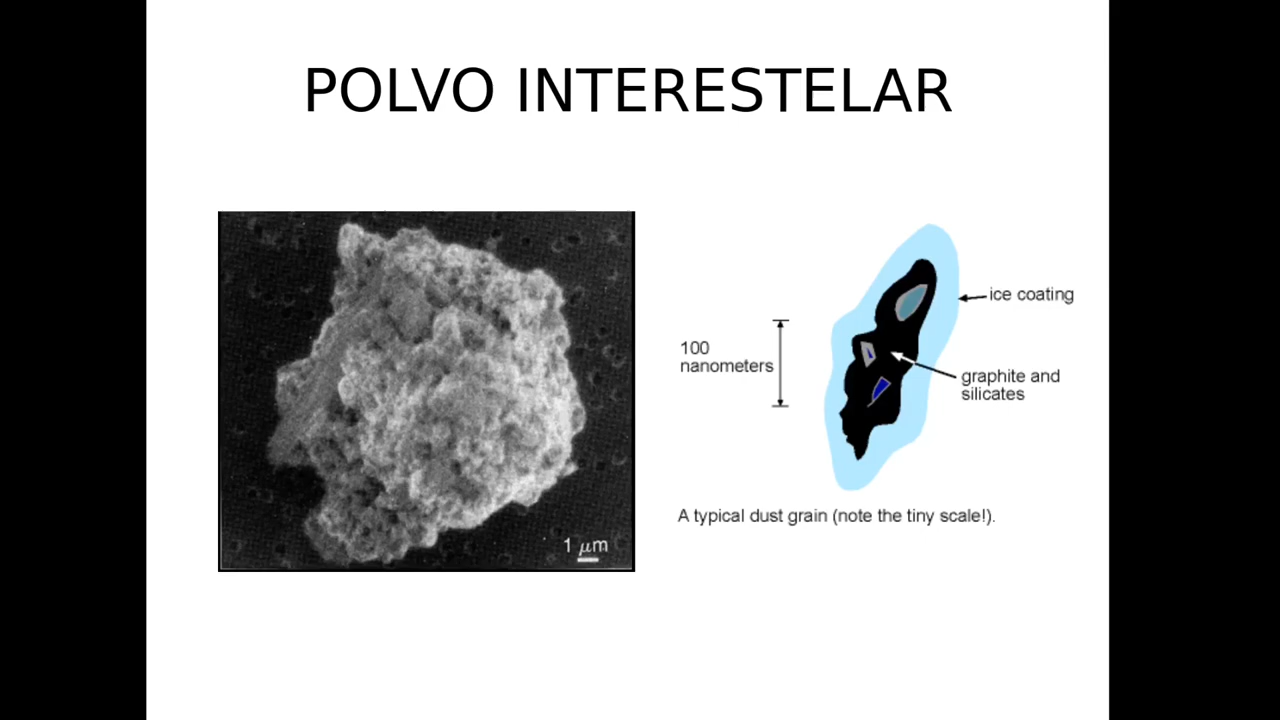 POLVO INTERESTELAR
1 μm
100
nanometers
ice coating
graphite and
silicates
A typical dust grain (note the tiny scale!).